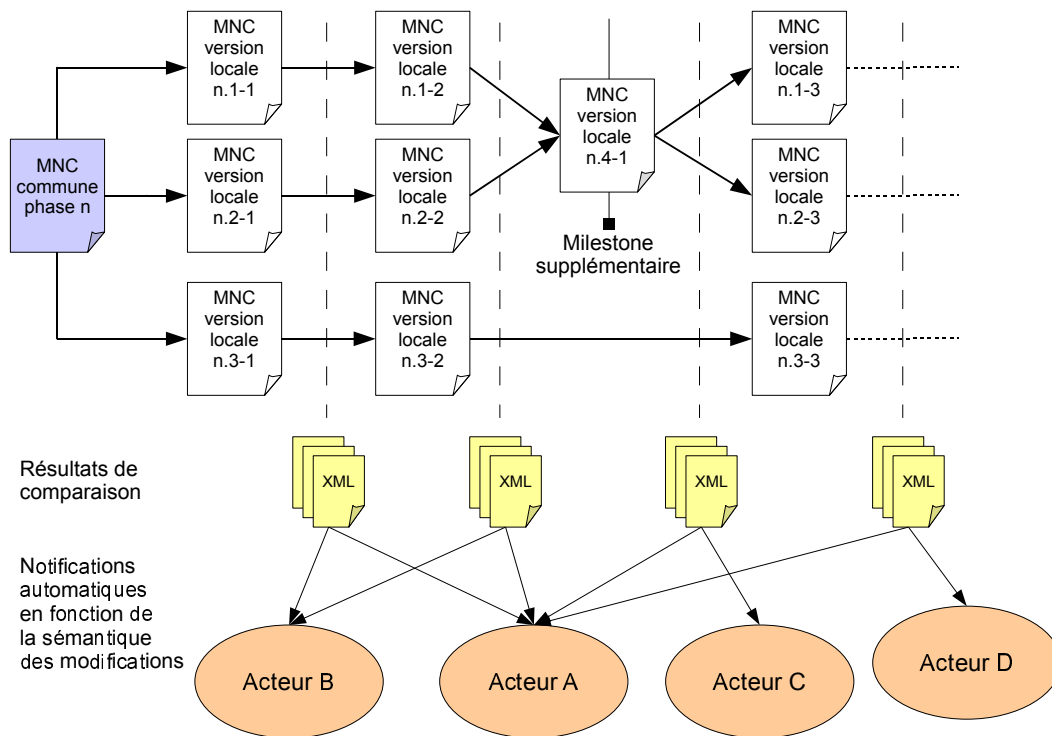 MNC
version
locale
n.1-1
MNC
version
locale
n.1-2
MNC
version
locale
n.4-1
MNC
version
locale
n.1-3
MNC
commune
phase n
MNC
version
locale
n.2-1
MNC
version
locale
n.2-2
MNC
version
locale
n.2-3
Milestone
supplémentaire
MNC
version
locale
n.3-1
MNC
version
locale
n.3-2
MNC
version
locale
n.3-3
Résultats de
comparaison
XML
XML
XML
XML
Notifications
automatiques
en fonction de
la sémantique
des modifications
Acteur B
Acteur A
Acteur C
Acteur D